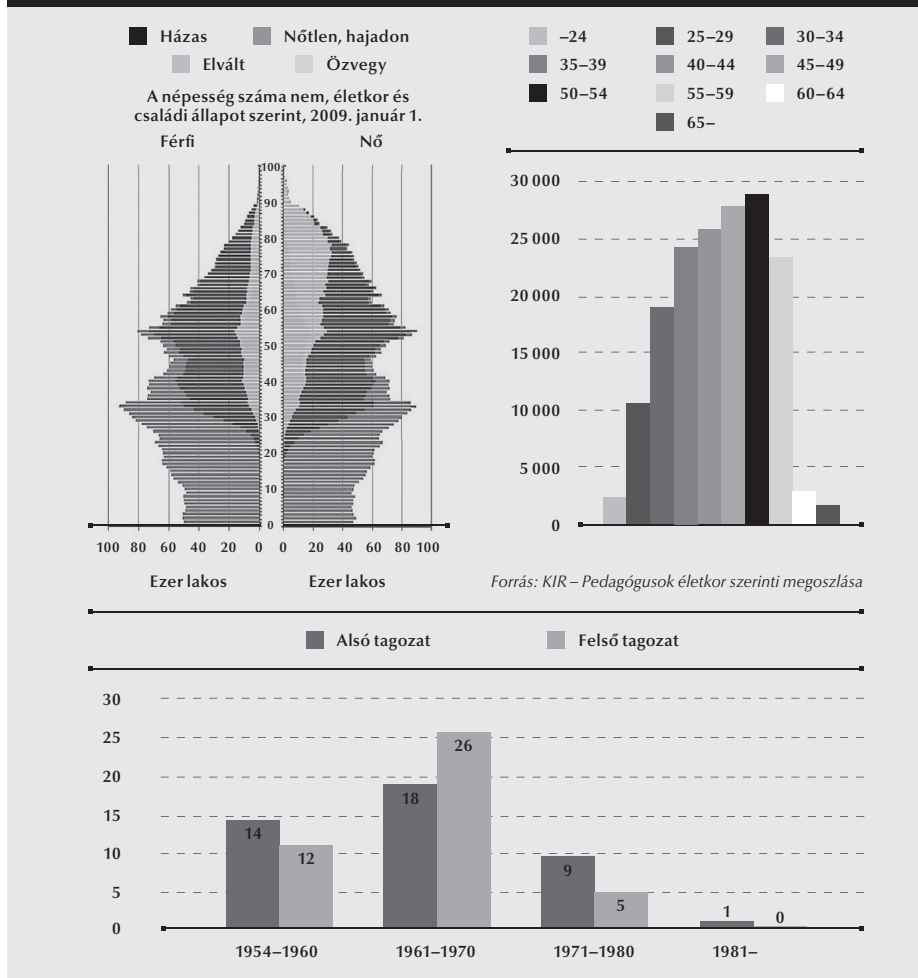 Házas Nőtlen, hajadon
Elvált Özvegy
A népesség száma nem, életkor és
családi állapot szerint, 2009. január 1.
Férfi Nő
100
90
80
70
60
50
40
30
20
10
0
100 80 60 40 20 0 0 20 40 60 80 100
Ezer lakos Ezer lakos
–24 25–29 30–34
35–39 40–44 45–49
50–54 55–59 60–64
65–
30 000
25 000
20 000
15 000
10 000
5 000
0
Forrás: KIR – Pedagógusok életkor szerinti megoszlása
Alsó tagozat Felső tagozat
30
25
20
15
10
5
0
14 12 18 26 9 5 1 0
1954–1960 1961–1970 1971–1980 1981–